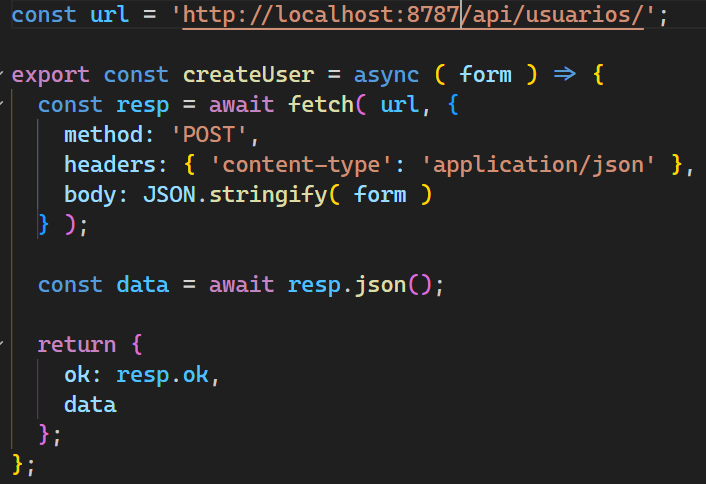 const url = 'http://localhost:8787/api/usuarios/';
export const createUser = async ( form ) => {
const resp = await fetch( url, {
method: 'POST',
headers: { 'content-type': 'application/json' },
body: JSON.stringify( form )
} );
const data = await resp.json();
return {
ok: resp.ok,
data
};
};